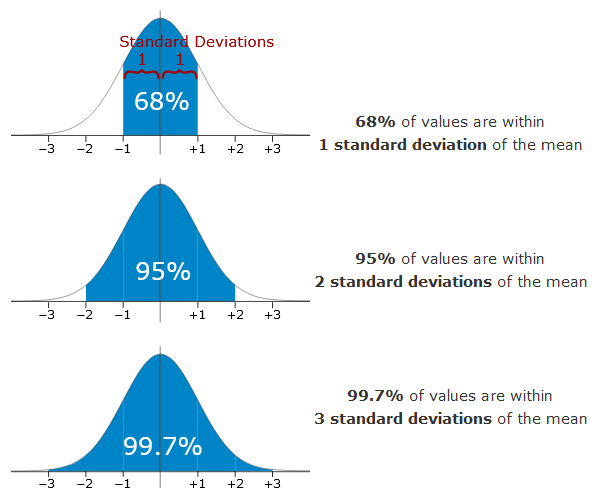 Standard Deviations
1 1
68%
−3 −2 −1 +1 +2 +3
68% of values are within
1 standard deviation of the mean
95%
−3 −2 −1 +1 +2 +3
95% of values are within
2 standard deviations of the mean
99.7%
−3 −2 −1 +1 +2 +3
99.7% of values are within
3 standard deviations of the mean